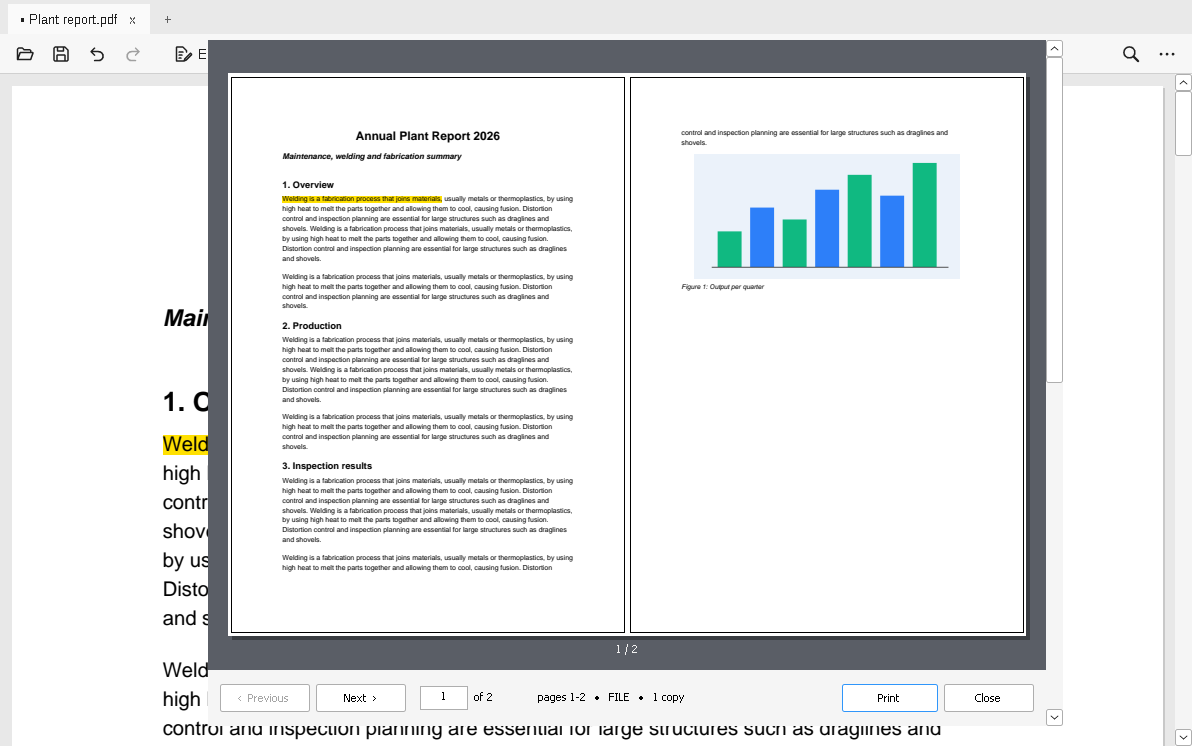 ▪ Plant report.pdf x +
E
Mair
1. O
Weld
high l
contr
shove
by us
Disto
and s
Weld
high l
control and inspection planning are essential for large structures such as draglines and
Annual Plant Report 2026
Maintenance, welding and fabrication summary
1. Overview
Welding is a fabrication process that joins materials, usually metals or thermoplastics, by using
high heat to melt the parts together and allowing them to cool, causing fusion. Distortion
control and inspection planning are essential for large structures such as draglines and
shovels. Welding is a fabrication process that joins materials, usually metals or thermoplastics,
by using high heat to melt the parts together and allowing them to cool, causing fusion.
Distortion control and inspection planning are essential for large structures such as draglines
and shovels.
Welding is a fabrication process that joins materials, usually metals or thermoplastics, by using
high heat to melt the parts together and allowing them to cool, causing fusion. Distortion
control and inspection planning are essential for large structures such as draglines and
shovels.
2. Production
Welding is a fabrication process that joins materials, usually metals or thermoplastics, by using
high heat to melt the parts together and allowing them to cool, causing fusion. Distortion
control and inspection planning are essential for large structures such as draglines and
shovels. Welding is a fabrication process that joins materials, usually metals or thermoplastics,
by using high heat to melt the parts together and allowing them to cool, causing fusion.
Distortion control and inspection planning are essential for large structures such as draglines
and shovels.
Welding is a fabrication process that joins materials, usually metals or thermoplastics, by using
high heat to melt the parts together and allowing them to cool, causing fusion. Distortion
control and inspection planning are essential for large structures such as draglines and
shovels.
3. Inspection results
Welding is a fabrication process that joins materials, usually metals or thermoplastics, by using
high heat to melt the parts together and allowing them to cool, causing fusion. Distortion
control and inspection planning are essential for large structures such as draglines and
shovels. Welding is a fabrication process that joins materials, usually metals or thermoplastics,
by using high heat to melt the parts together and allowing them to cool, causing fusion.
Distortion control and inspection planning are essential for large structures such as draglines
and shovels.
Welding is a fabrication process that joins materials, usually metals or thermoplastics, by using
high heat to melt the parts together and allowing them to cool, causing fusion. Distortion
control and inspection planning are essential for large structures such as draglines and
shovels.
Figure 1: Output per quarter
1 / 2
‹ Previous Next › 1 of 2 pages 1-2 • FILE • 1 copy Print Close